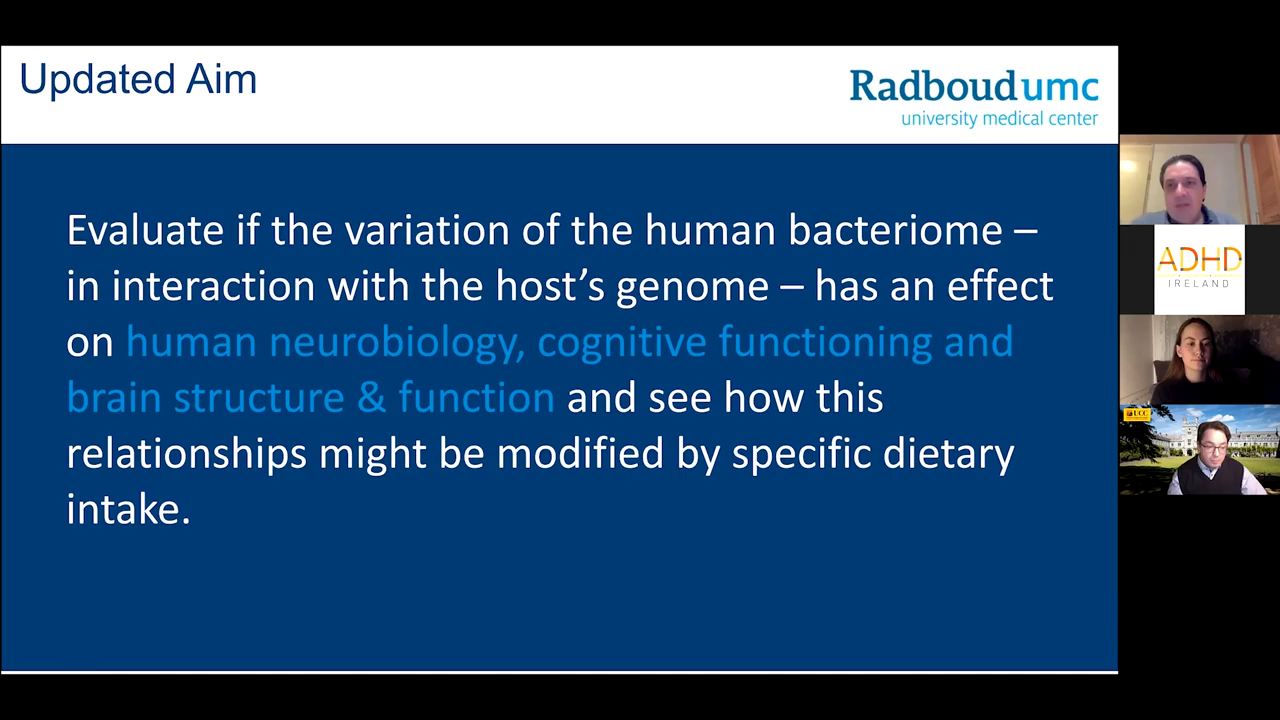 Updated Aim
Radboudumc
university medical center
Evaluate if the variation of the human bacteriome –
in interaction with the host’s genome – has an effect
on human neurobiology, cognitive functioning and
brain structure & function and see how this
relationships might be modified by specific dietary
intake.
ADHD
IRELAND
UCC